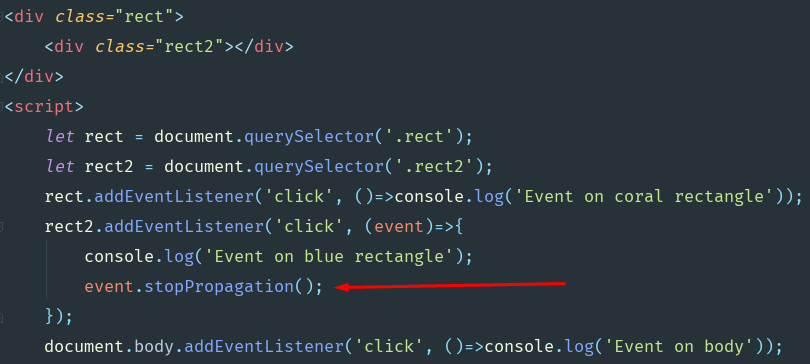 <div class="rect">
    <div class="rect2"></div>
</div>
<script>
    let rect = document.querySelector('.rect');
    let rect2 = document.querySelector('.rect2');
    rect.addEventListener('click', ()=>console.log('Event on coral rectangle'));
    rect2.addEventListener('click', (event)=>{
        console.log('Event on blue rectangle');
        event.stopPropagation();
    });
    document.body.addEventListener('click', ()=>console.log('Event on body'));